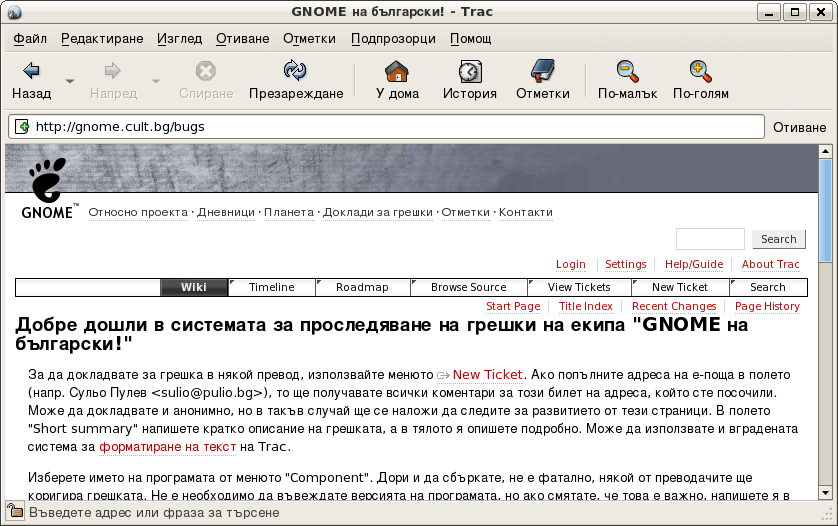 GNOME на български! - Trac
Файл Редактиране Изглед Отиване Отметки Подпрозорци Помощ
Назад Напред Спиране Презареждане У дома История Отметки По-малък По-голям
http://gnome.cult.bg/bugs Отиване
GNOME™ Относно проекта · Дневници · Планета · Доклади за грешки · Отметки · Контакти
Search
Login Settings Help/Guide About Trac
Wiki Timeline Roadmap Browse Source View Tickets New Ticket Search
Start Page Title Index Recent Changes Page History
Добре дошли в системата за проследяване на грешки на екипа "GNOME на
български!"
За да докладвате за грешка в някой превод, използвайте менюто New Ticket. Ако попълните адреса на е-поща в полето
(напр. Сульо Пулев <sulio@pulio.bg>), то ще получавате всички коментари за този билет на адреса, който сте посочили.
Може да докладвате и анонимно, но в такъв случай ще се наложи да следите за развитието от тези страници. В полето
"Short summary" напишете кратко описание на грешката, а в тялото я опишете подробно. Може да използвате и вградената
система за форматиране на текст на Trac.
Изберете името на програмата от менюто "Component". Дори и да сбъркате, не е фатално, някой от преводачите ще
коригира грешката. Не е необходимо да въвеждате версията на програмата, но ако смятате, че това е важно, напишете я в
Въведете адрес или фраза за търсене